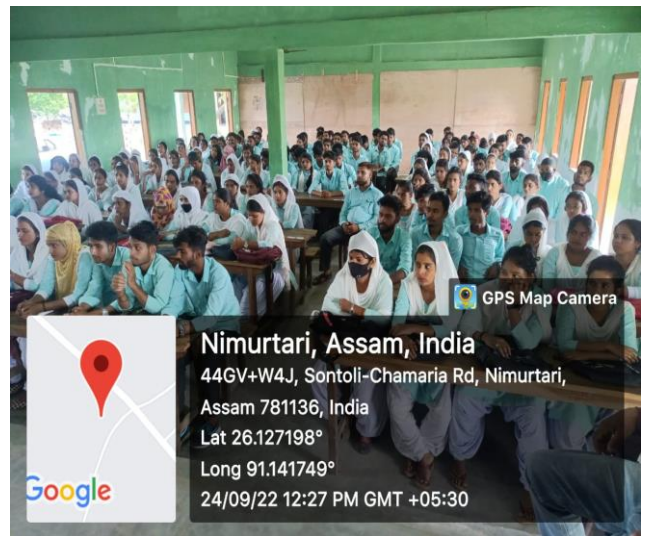 GPS Map Camera
Nimurtari, Assam, India
44GV+W4J, Sontoli-Chamaria Rd, Nimurtari,
Assam 781136, India
Lat 26.127198°
Long 91.141749°
24/09/22 12:27 PM GMT +05:30
Google